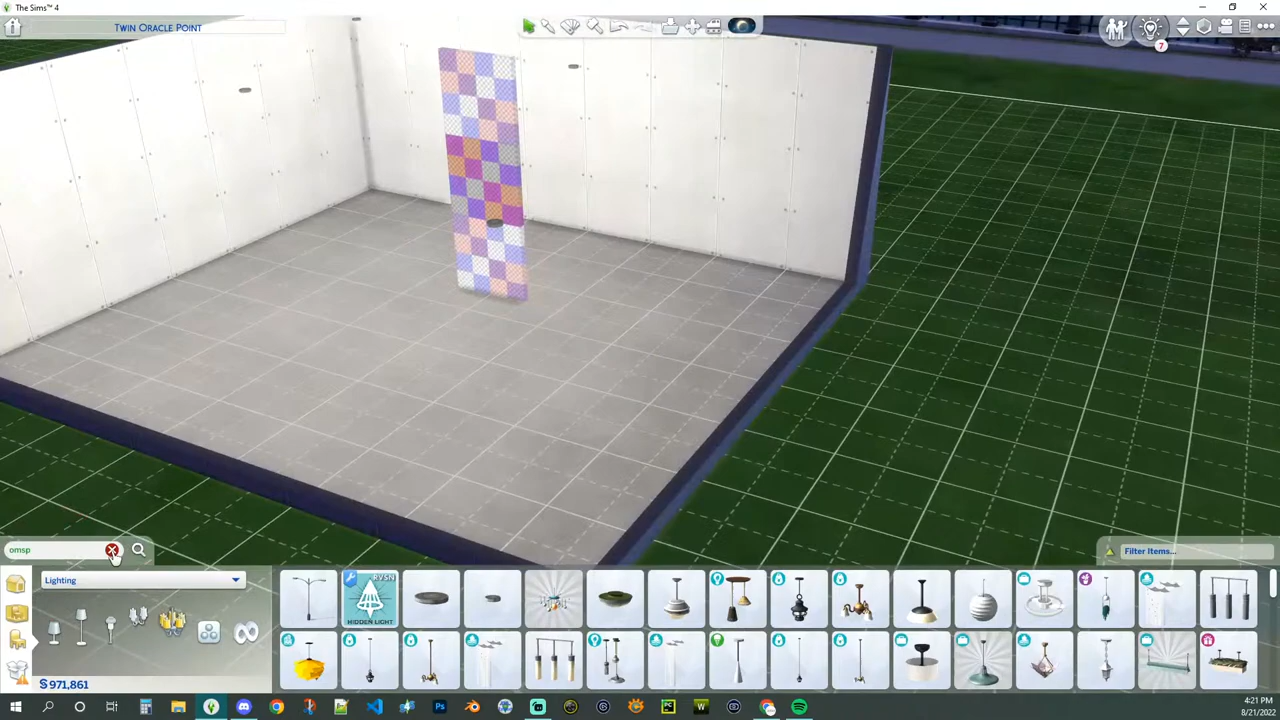 The Sims™ 4
TWIN ORACLE POINT
7
omsp
Filter Items...
Lighting
RVSN
HIDDEN LIGHT
§971,861
4:21 PM
8/21/2022